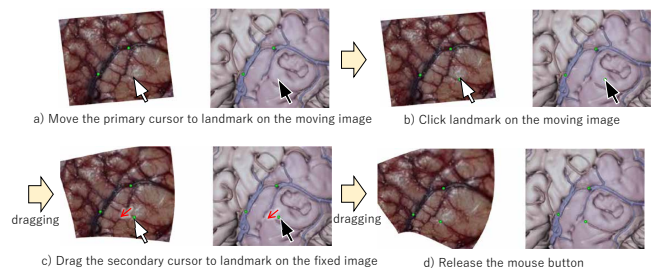 a) Move the primary cursor to landmark on the moving image
b) Click landmark on the moving image
dragging
dragging
c) Drag the secondary cursor to landmark on the fixed image
d) Release the mouse button